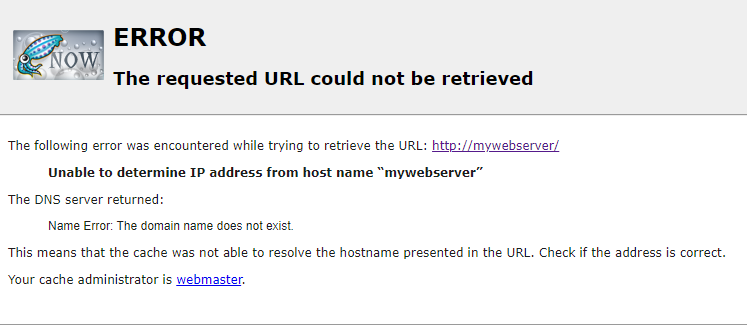 NOW
ERROR
The requested URL could not be retrieved
The following error was encountered while trying to retrieve the URL: http://mywebserver/
Unable to determine IP address from host name “mywebserver”
The DNS server returned:
Name Error: The domain name does not exist.
This means that the cache was not able to resolve the hostname presented in the URL. Check if the address is correct.
Your cache administrator is webmaster.